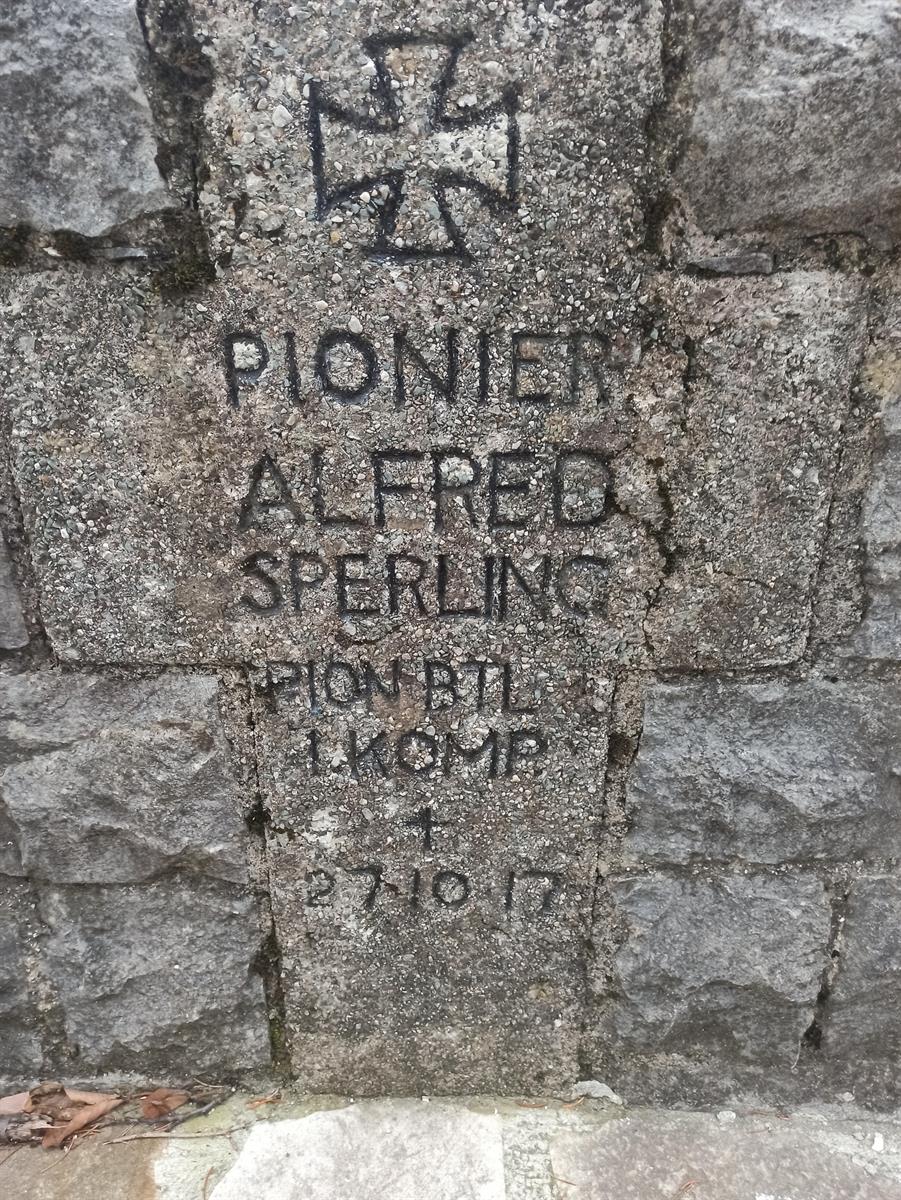 PIONIER
ALFRED
SPERLING
PION BTL
1 KOMP
+
27·10·17